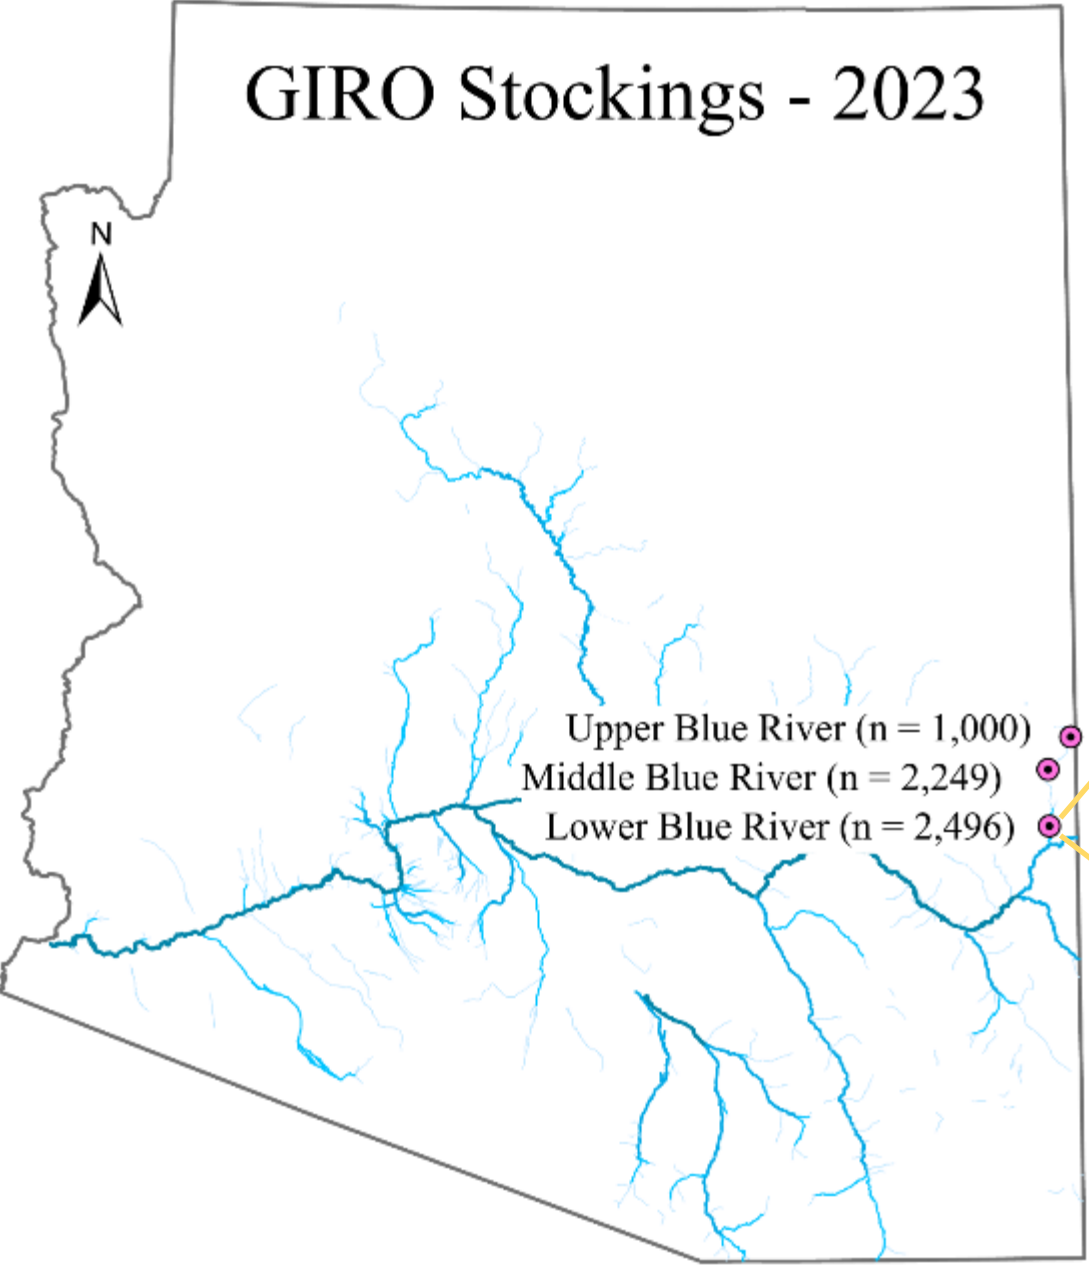 GIRO Stockings - 2023
N
Upper Blue River (n = 1,000)
Middle Blue River (n = 2,249)
Lower Blue River (n = 2,496)